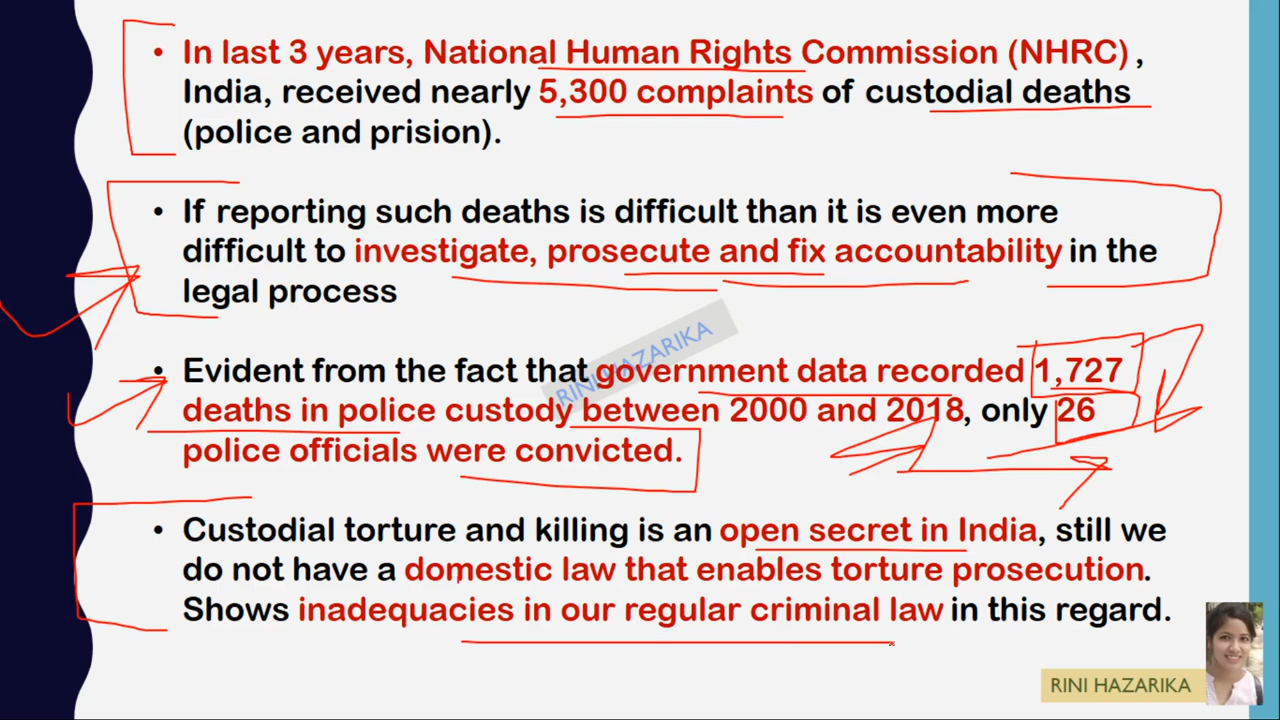 • In last 3 years, National Human Rights Commission (NHRC) ,
India, received nearly 5,300 complaints of custodial deaths
(police and prision).
• If reporting such deaths is difficult than it is even more
difficult to investigate, prosecute and fix accountability in the
legal process
RINI HAZARIKA
• Evident from the fact that government data recorded 1,727
deaths in police custody between 2000 and 2018, only 26
police officials were convicted.
• Custodial torture and killing is an open secret in India, still we
do not have a domestic law that enables torture prosecution.
Shows inadequacies in our regular criminal law in this regard.
RINI HAZARIKA